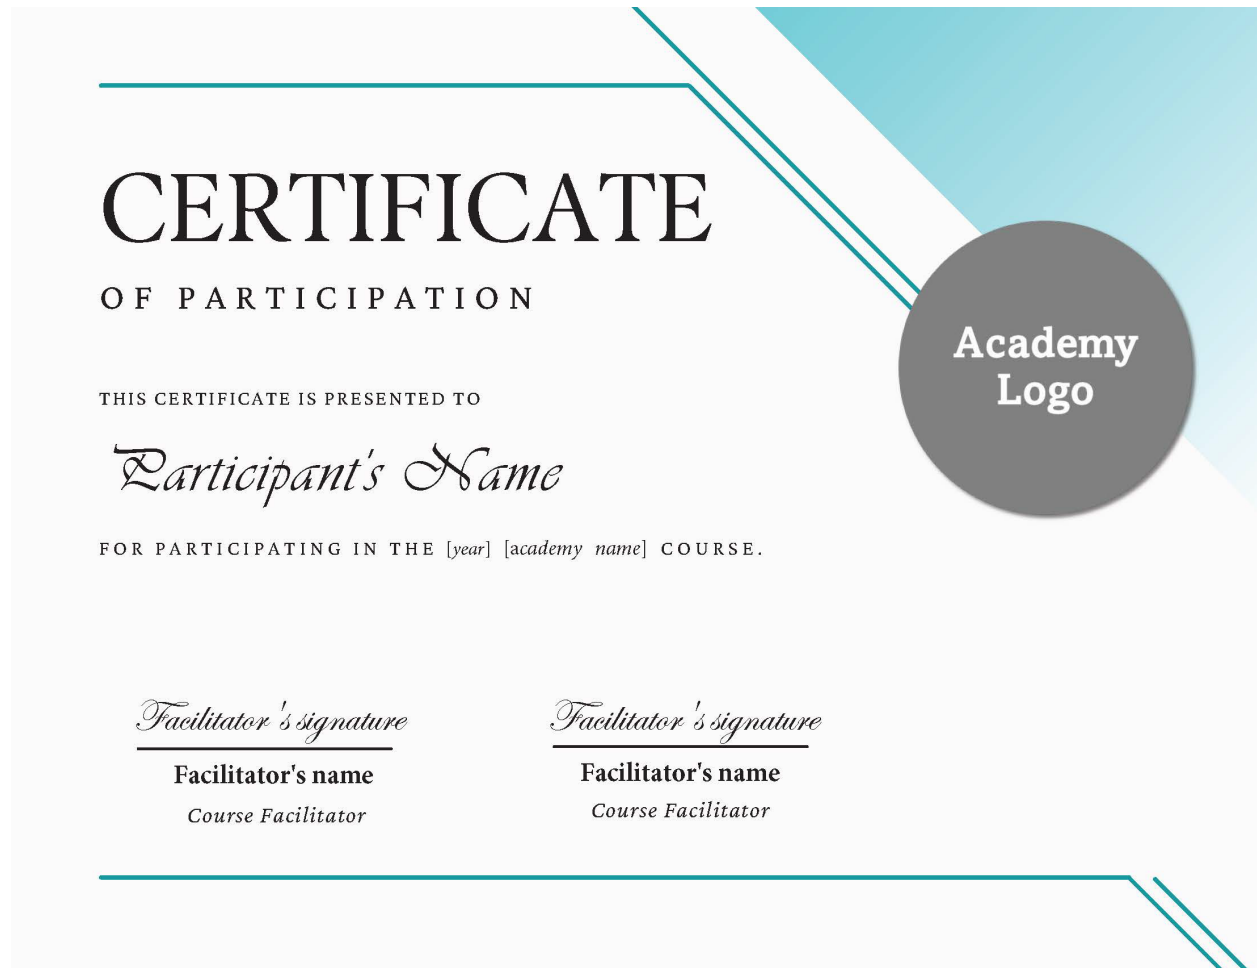 CERTIFICATE
OF PARTICIPATION
Academy
Logo
THIS CERTIFICATE IS PRESENTED TO
Participant's Name
FOR PARTICIPATING IN THE [year] [academy name] COURSE.
Facilitator's signature
Facilitator's name
Course Facilitator
Facilitator's signature
Facilitator's name
Course Facilitator